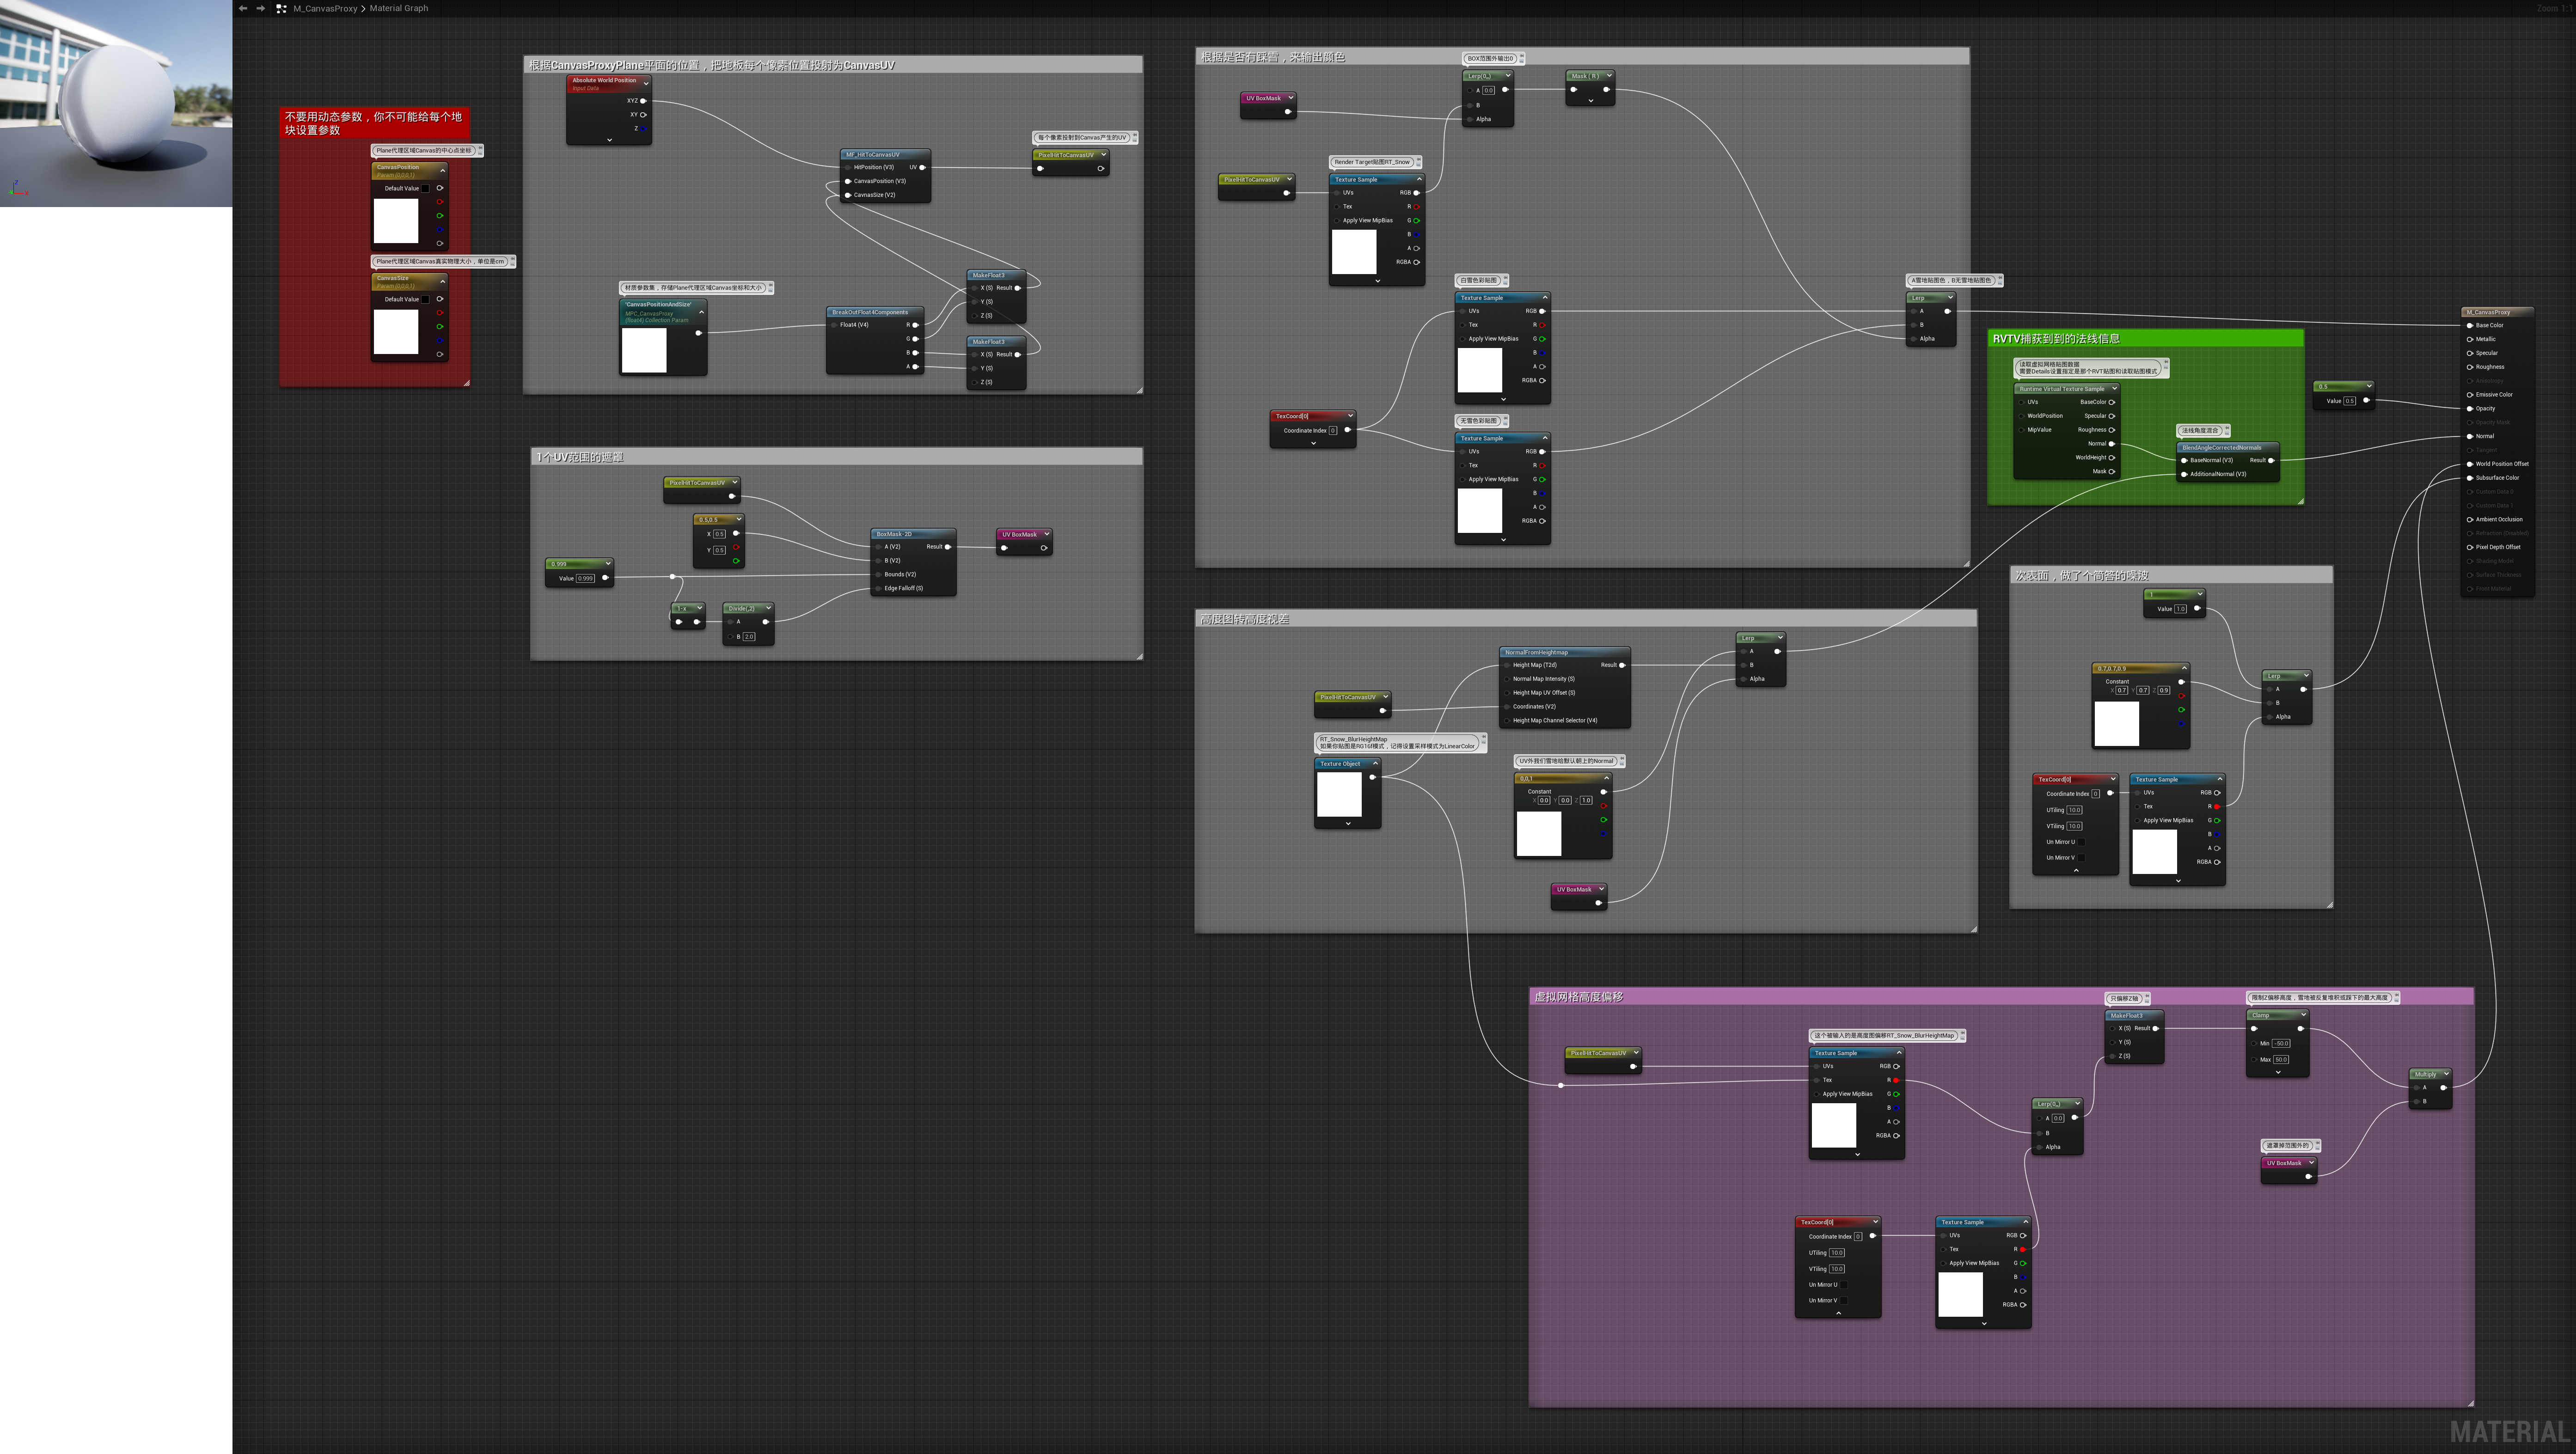 M_CanvasProxy > Material Graph
Zoom 1:1
不要用动态参数，你不可能给每个地
块设置参数
Plane代理区域Canvas的中心点坐标
CanvasPosition
Param (0,0,0,1)
Default Value
Plane代理区域Canvas真实物理大小，单位是cm
CanvasSize
Param (0,0,0,1)
Default Value
根据CanvasProxyPlane平面的位置，把地板每个像素位置投射为CanvasUV
Absolute World Position
Input Data
XYZ
XY
Z
MF_HitToCanvasUV
HitPosition (V3) UV
CanvasPosition (V3)
CavnasSize (V2)
每个像素投射到Canvas产生的UV
PixelHitToCanvasUV
材质参数集，存储Plane代理区域Canvas坐标和大小
'CanvasPositionAndSize'
MPC_CanvasProxy
(float4) Collection Param
BreakOutFloat4Components
Float4 (V4) R
G
B
A
MakeFloat3
X (S) Result
Y (S)
Z (S)
MakeFloat3
X (S) Result
Y (S)
Z (S)
1个UV范围的遮罩
PixelHitToCanvasUV
0.5,0.5
X 0.5
Y 0.5
0.999
Value 0.999
1-x
Divide(,2)
A
B 2.0
BoxMask-2D
A (V2) Result
B (V2)
Bounds (V2)
Edge Falloff (S)
UV BoxMask
根据是否有踩雪，来输出颜色
UV BoxMask
BOX范围外输出0
Lerp(0,,)
A 0.0
B
Alpha
Mask ( R )
Render Target贴图RT_Snow
PixelHitToCanvasUV
Texture Sample
UVs RGB
Tex R
Apply View MipBias G
B
A
RGBA
白雪色彩贴图
Texture Sample
UVs RGB
Tex R
Apply View MipBias G
B
A
RGBA
TexCoord[0]
Coordinate Index 0
无雪色彩贴图
Texture Sample
UVs RGB
Tex R
Apply View MipBias G
B
A
RGBA
A雪地贴图色，B无雪地贴图色
Lerp
A
B
Alpha
RVTV捕获到到的法线信息
读取虚拟网格贴图数据
需要Details设置指定是那个RVT贴图和读取贴图模式
Runtime Virtual Texture Sample
UVs BaseColor
WorldPosition Specular
MipValue Roughness
Normal
WorldHeight
Mask
法线角度混合
BlendAngleCorrectedNormals
BaseNormal (V3) Result
AdditionalNormal (V3)
0.5
Value 0.5
M_CanvasProxy
Base Color
Metallic
Specular
Roughness
Anisotropy
Emissive Color
Opacity
Opacity Mask
Normal
Tangent
World Position Offset
Subsurface Color
Custom Data 0
Custom Data 1
Ambient Occlusion
Refraction (Disabled)
Pixel Depth Offset
Shading Model
Surface Thickness
Front Material
高度图转高度视差
PixelHitToCanvasUV
NormalFromHeightmap
Height Map (T2d) Result
Normal Map Intensity (S)
Height Map UV Offset (S)
Coordinates (V2)
Height Map Channel Selector (V4)
Lerp
A
B
Alpha
RT_Snow_BlurHeightMap
如果你贴图是RG16f模式，记得设置采样模式为LinearColor
Texture Object
UV外我们雪地给默认朝上的Normal
0,0,1
Constant
X 0.0 Y 0.0 Z 1.0
UV BoxMask
次表面，做了个简答的噪波
1
Value 1.0
0.7,0.7,0.9
Constant
X 0.7 Y 0.7 Z 0.9
Lerp
A
B
Alpha
TexCoord[0]
Coordinate Index 0
UTiling 10.0
VTiling 10.0
Un Mirror U
Un Mirror V
Texture Sample
UVs RGB
Tex R
Apply View MipBias G
B
A
RGBA
虚拟网格高度偏移
PixelHitToCanvasUV
这个被输入的是高度图偏移RT_Snow_BlurHeightMap
Texture Sample
UVs RGB
Tex R
Apply View MipBias G
B
A
RGBA
TexCoord[0]
Coordinate Index 0
UTiling 10.0
VTiling 10.0
Un Mirror U
Un Mirror V
Texture Sample
UVs RGB
Tex R
Apply View MipBias G
B
A
RGBA
Lerp(0,,)
A 0.0
B
Alpha
只偏移Z轴
MakeFloat3
X (S) Result
Y (S)
Z (S)
限制Z偏移高度，雪地被反复堆积或踩下的最大高度
Clamp
Min -50.0
Max 50.0
Multiply
A
B
遮罩掉范围外的
UV BoxMask
MATERIAL